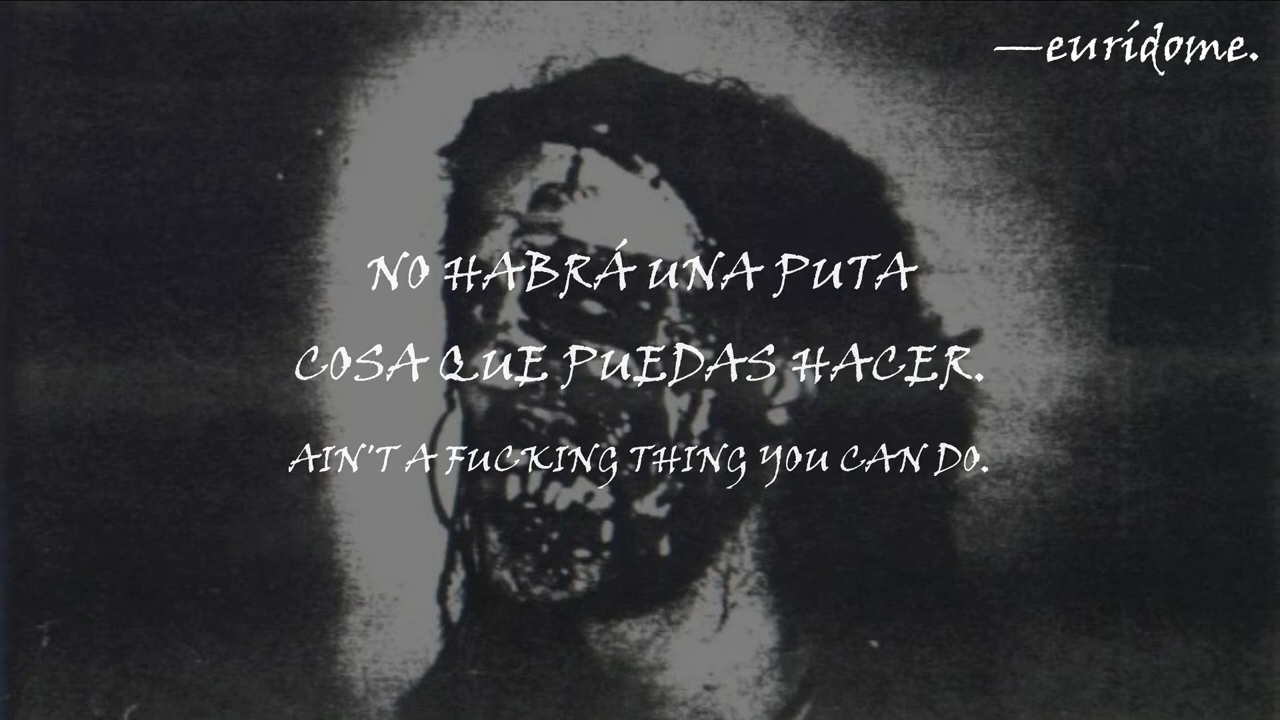 —eurídome.
NO HABRÁ UNA PUTA
COSA QUE PUEDAS HACER.
AIN'T A FUCKING THING YOU CAN DO.